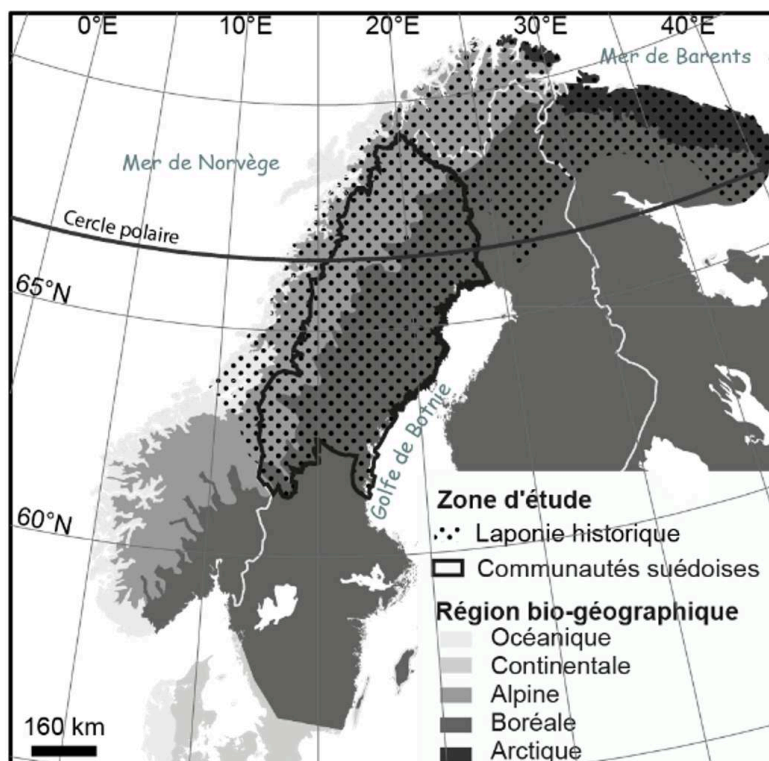 0°E 10°E 20°E 30°E 40°E
Mer de Barents
Mer de Norvège
Cercle polaire
65°N
Golfe de Botnie
60°N
Zone d'étude
Laponie historique
Communautés suédoises
Région bio-géographique
Océanique
Continentale
Alpine
Boréale
Arctique
160 km